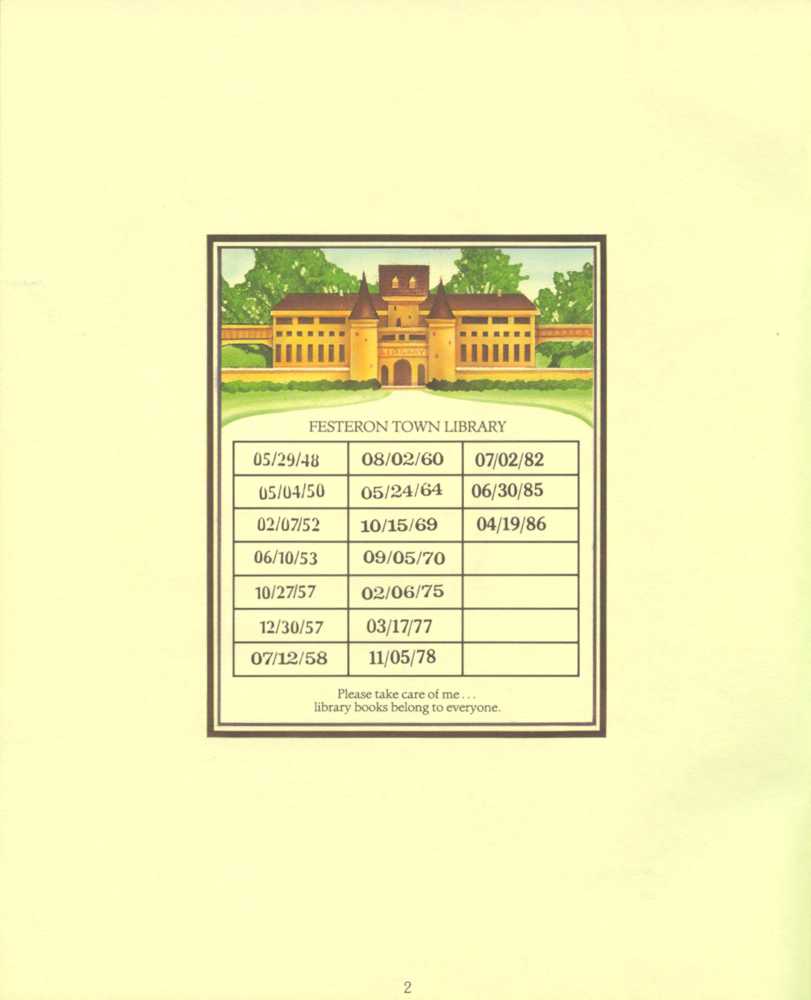 LIBRARY
FESTERON TOWN LIBRARY
05/29/48 08/02/60 07/02/82
05/04/50 05/24/64 06/30/85
02/07/52 10/15/69 04/19/86
06/10/53 09/05/70
10/27/57 02/06/75
12/30/57 03/17/77
07/12/58 11/05/78
Please take care of me...
library books belong to everyone.
2